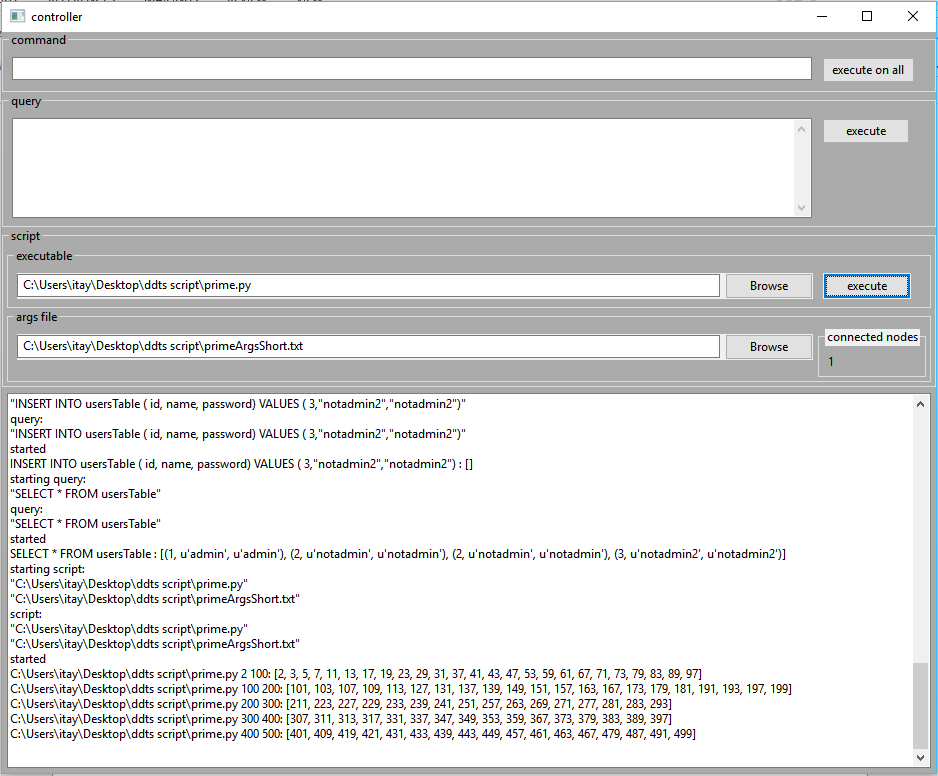 controller
command
execute on all
query
execute
script
executable
C:\Users\itay\Desktop\ddts script\prime.py
Browse
execute
args file
C:\Users\itay\Desktop\ddts script\primeArgsShort.txt
Browse
connected nodes
1
"INSERT INTO usersTable ( id, name, password) VALUES ( 3,"notadmin2","notadmin2")"
query:
"INSERT INTO usersTable ( id, name, password) VALUES ( 3,"notadmin2","notadmin2")"
started
INSERT INTO usersTable ( id, name, password) VALUES ( 3,"notadmin2","notadmin2") : []
starting query:
"SELECT * FROM usersTable"
query:
"SELECT * FROM usersTable"
started
SELECT * FROM usersTable : [(1, u'admin', u'admin'), (2, u'notadmin', u'notadmin'), (2, u'notadmin', u'notadmin'), (3, u'notadmin2', u'notadmin2')]
starting script:
"C:\Users\itay\Desktop\ddts script\prime.py"
"C:\Users\itay\Desktop\ddts script\primeArgsShort.txt"
script:
"C:\Users\itay\Desktop\ddts script\prime.py"
"C:\Users\itay\Desktop\ddts script\primeArgsShort.txt"
started
C:\Users\itay\Desktop\ddts script\prime.py 2 100: [2, 3, 5, 7, 11, 13, 17, 19, 23, 29, 31, 37, 41, 43, 47, 53, 59, 61, 67, 71, 73, 79, 83, 89, 97]
C:\Users\itay\Desktop\ddts script\prime.py 100 200: [101, 103, 107, 109, 113, 127, 131, 137, 139, 149, 151, 157, 163, 167, 173, 179, 181, 191, 193, 197, 199]
C:\Users\itay\Desktop\ddts script\prime.py 200 300: [211, 223, 227, 229, 233, 239, 241, 251, 257, 263, 269, 271, 277, 281, 283, 293]
C:\Users\itay\Desktop\ddts script\prime.py 300 400: [307, 311, 313, 317, 331, 337, 347, 349, 353, 359, 367, 373, 379, 383, 389, 397]
C:\Users\itay\Desktop\ddts script\prime.py 400 500: [401, 409, 419, 421, 431, 433, 439, 443, 449, 457, 461, 463, 467, 479, 487, 491, 499]